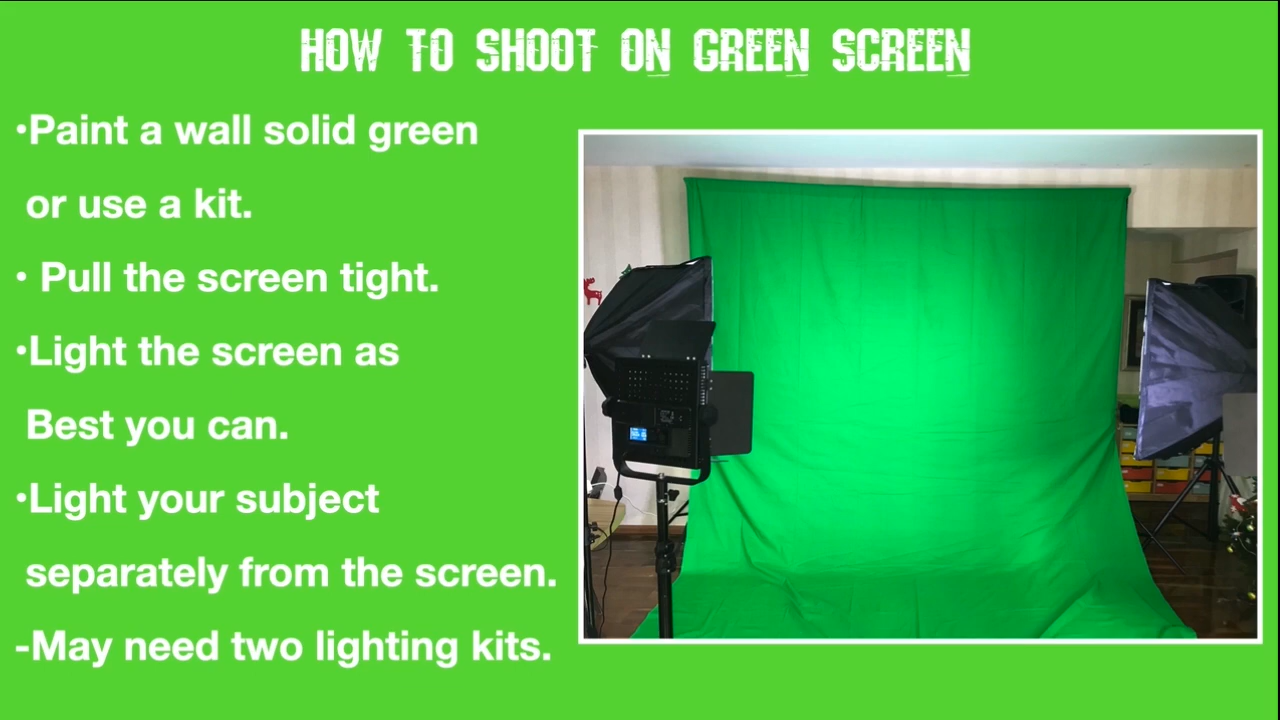 HOW TO SHOOT ON GREEN SCREEN
•Paint a wall solid green
or use a kit.
• Pull the screen tight.
•Light the screen as
Best you can.
•Light your subject
separately from the screen.
-May need two lighting kits.